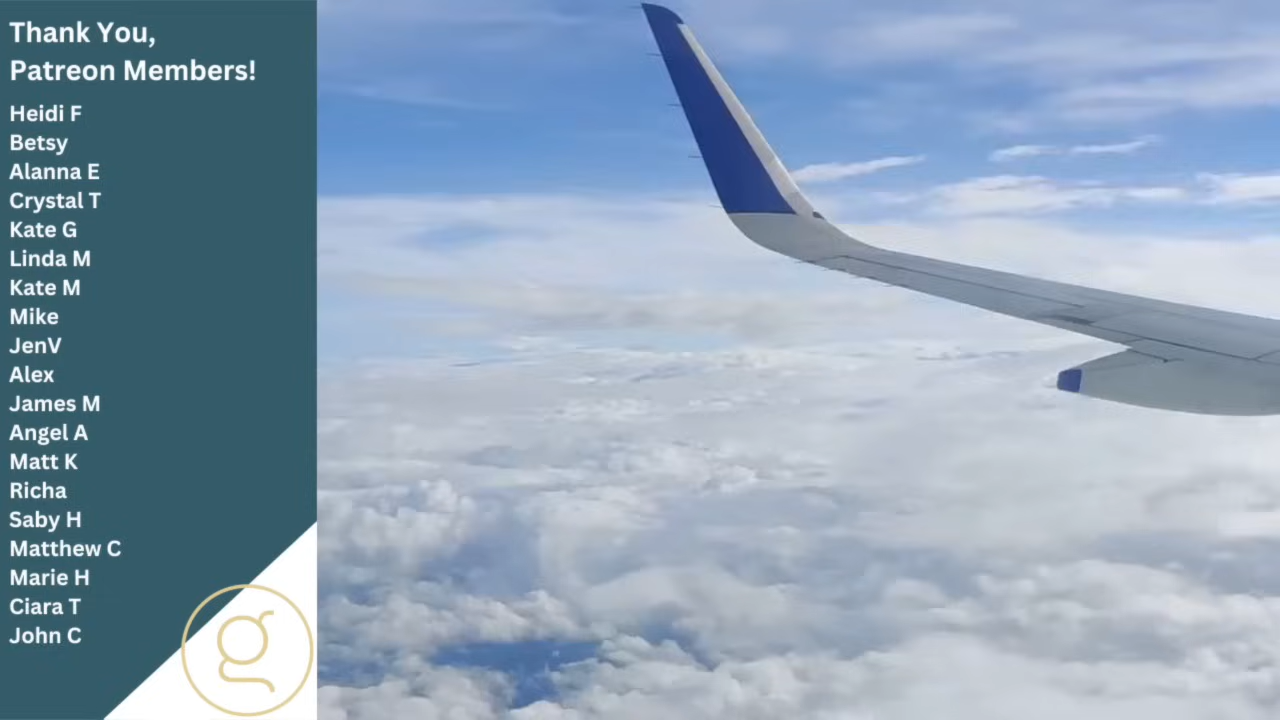 Thank You,
Patreon Members!
Heidi F
Betsy
Alanna E
Crystal T
Kate G
Linda M
Kate M
Mike
JenV
Alex
James M
Angel A
Matt K
Richa
Saby H
Matthew C
Marie H
Ciara T
John C
g